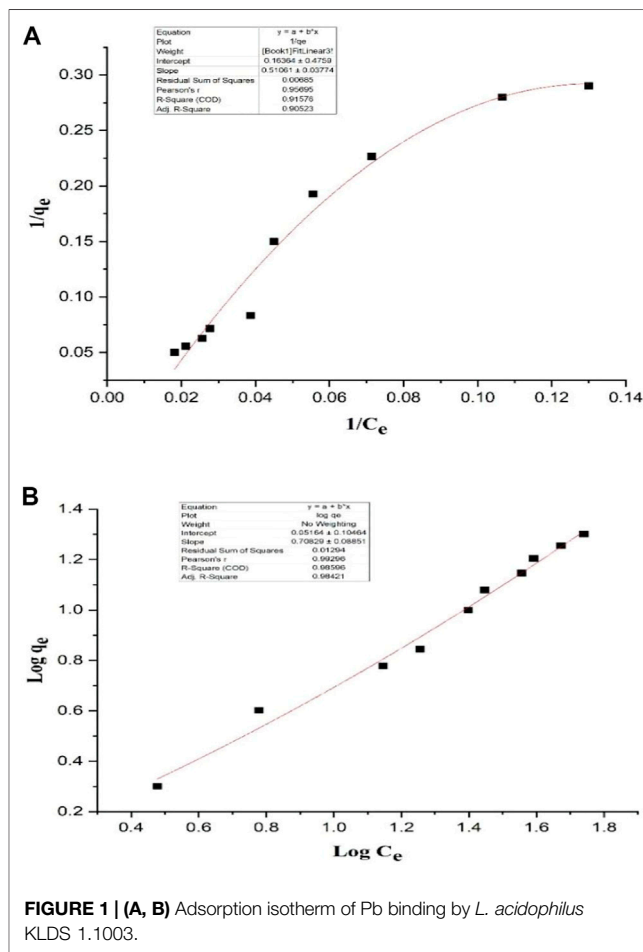 A
Equation y = a + b*x
Plot 1/qe
Weight [Book1]FitLinear3!
Intercept 0.16364 ± 0.4759
Slope 0.51061 ± 0.03774
Residual Sum of Squares 0.00685
Pearson's r 0.95695
R-Square (COD) 0.91576
Adj. R-Square 0.90523
0.30
0.25
0.20
0.15
0.10
0.05
1/qe
0.00 0.02 0.04 0.06 0.08 0.10 0.12 0.14
1/Ce
B
Equation y = a + b*x
Plot log qe
Weight No Weighting
Intercept 0.05164 ± 0.10464
Slope 0.70829 ± 0.08851
Residual Sum of Squares 0.01294
Pearson's r 0.99296
R-Square (COD) 0.98596
Adj. R-Square 0.98421
1.4
1.2
1.0
0.8
0.6
0.4
0.2
Log qe
0.4 0.6 0.8 1.0 1.2 1.4 1.6 1.8
Log Ce
FIGURE 1 | (A, B) Adsorption isotherm of Pb binding by L. acidophilus
KLDS 1.1003.